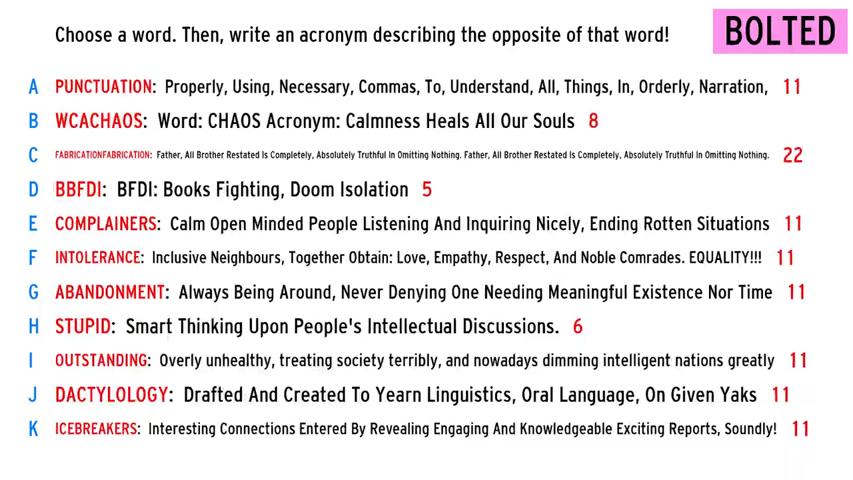 Choose a word. Then, write an acronym describing the opposite of that word!
BOLTED
A PUNCTUATION: Properly, Using, Necessary, Commas, To, Understand, All, Things, In, Orderly, Narration, 11
B WCACHAOS: Word: CHAOS Acronym: Calmness Heals All Our Souls 8
C FABRICATIONFABRICATION: Father, All Brother Restated Is Completely, Absolutely Truthful In Omitting Nothing. Father, All Brother Restated Is Completely, Absolutely Truthful In Omitting Nothing. 22
D BBFDI: BFDI: Books Fighting, Doom Isolation 5
E COMPLAINERS: Calm Open Minded People Listening And Inquiring Nicely, Ending Rotten Situations 11
F INTOLERANCE: Inclusive Neighbours, Together Obtain: Love, Empathy, Respect, And Noble Comrades. EQUALITY!!! 11
G ABANDONMENT: Always Being Around, Never Denying One Needing Meaningful Existence Nor Time 11
H STUPID: Smart Thinking Upon People's Intellectual Discussions. 6
I OUTSTANDING: Overly unhealthy, treating society terribly, and nowadays dimming intelligent nations greatly 11
J DACTYLOLOGY: Drafted And Created To Yearn Linguistics, Oral Language, On Given Yaks 11
K ICEBREAKERS: Interesting Connections Entered By Revealing Engaging And Knowledgeable Exciting Reports, Soundly! 11